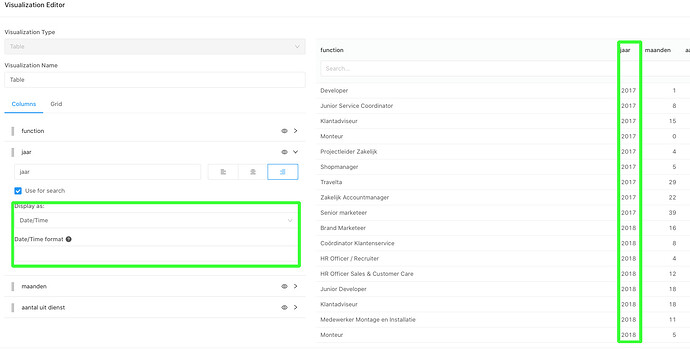 Visualization Editor
Visualization Type
Table
Visualization Name
Table
Columns Grid
function
jaar
jaar
Use for search
Display as:
Date/Time
Date/Time format
maanden
aantal uit dienst
function jaar maanden
Search...
Developer 2017 1
Junior Service Coordinator 2017 8
Klantadviseur 2017 15
Monteur 2017 0
Projectleider Zakelijk 2017 4
Shopmanager 2017 5
Travelta 2017 29
Zakelijk Accountmanager 2017 22
Senior marketeer 2017 39
Brand Marketeer 2018 16
Coördinator Klantenservice 2018 8
HR Officer / Recruiter 2018 4
HR Officer Sales & Customer Care 2018 12
Junior Developer 2018 18
Klantadviseur 2018 18
Medewerker Montage en Installatie 2018 11
Monteur 2018 5